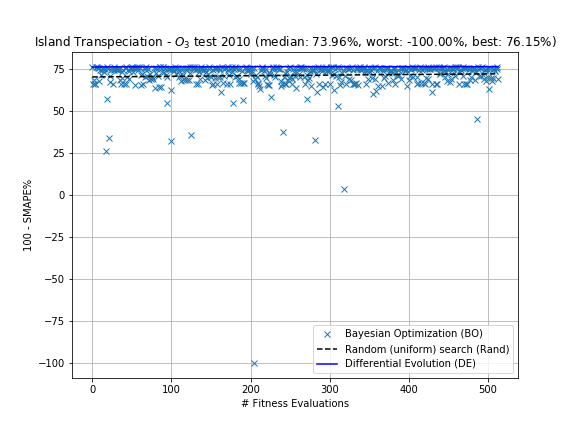 Island Transpeciation - O₃ test 2010 (median: 73.96%, worst: -100.00%, best: 76.15%)
75
50
25
0
−25
−50
−75
−100
100 - SMAPE%
0 100 200 300 400 500
# Fitness Evaluations
Bayesian Optimization (BO)
Random (uniform) search (Rand)
Differential Evolution (DE)